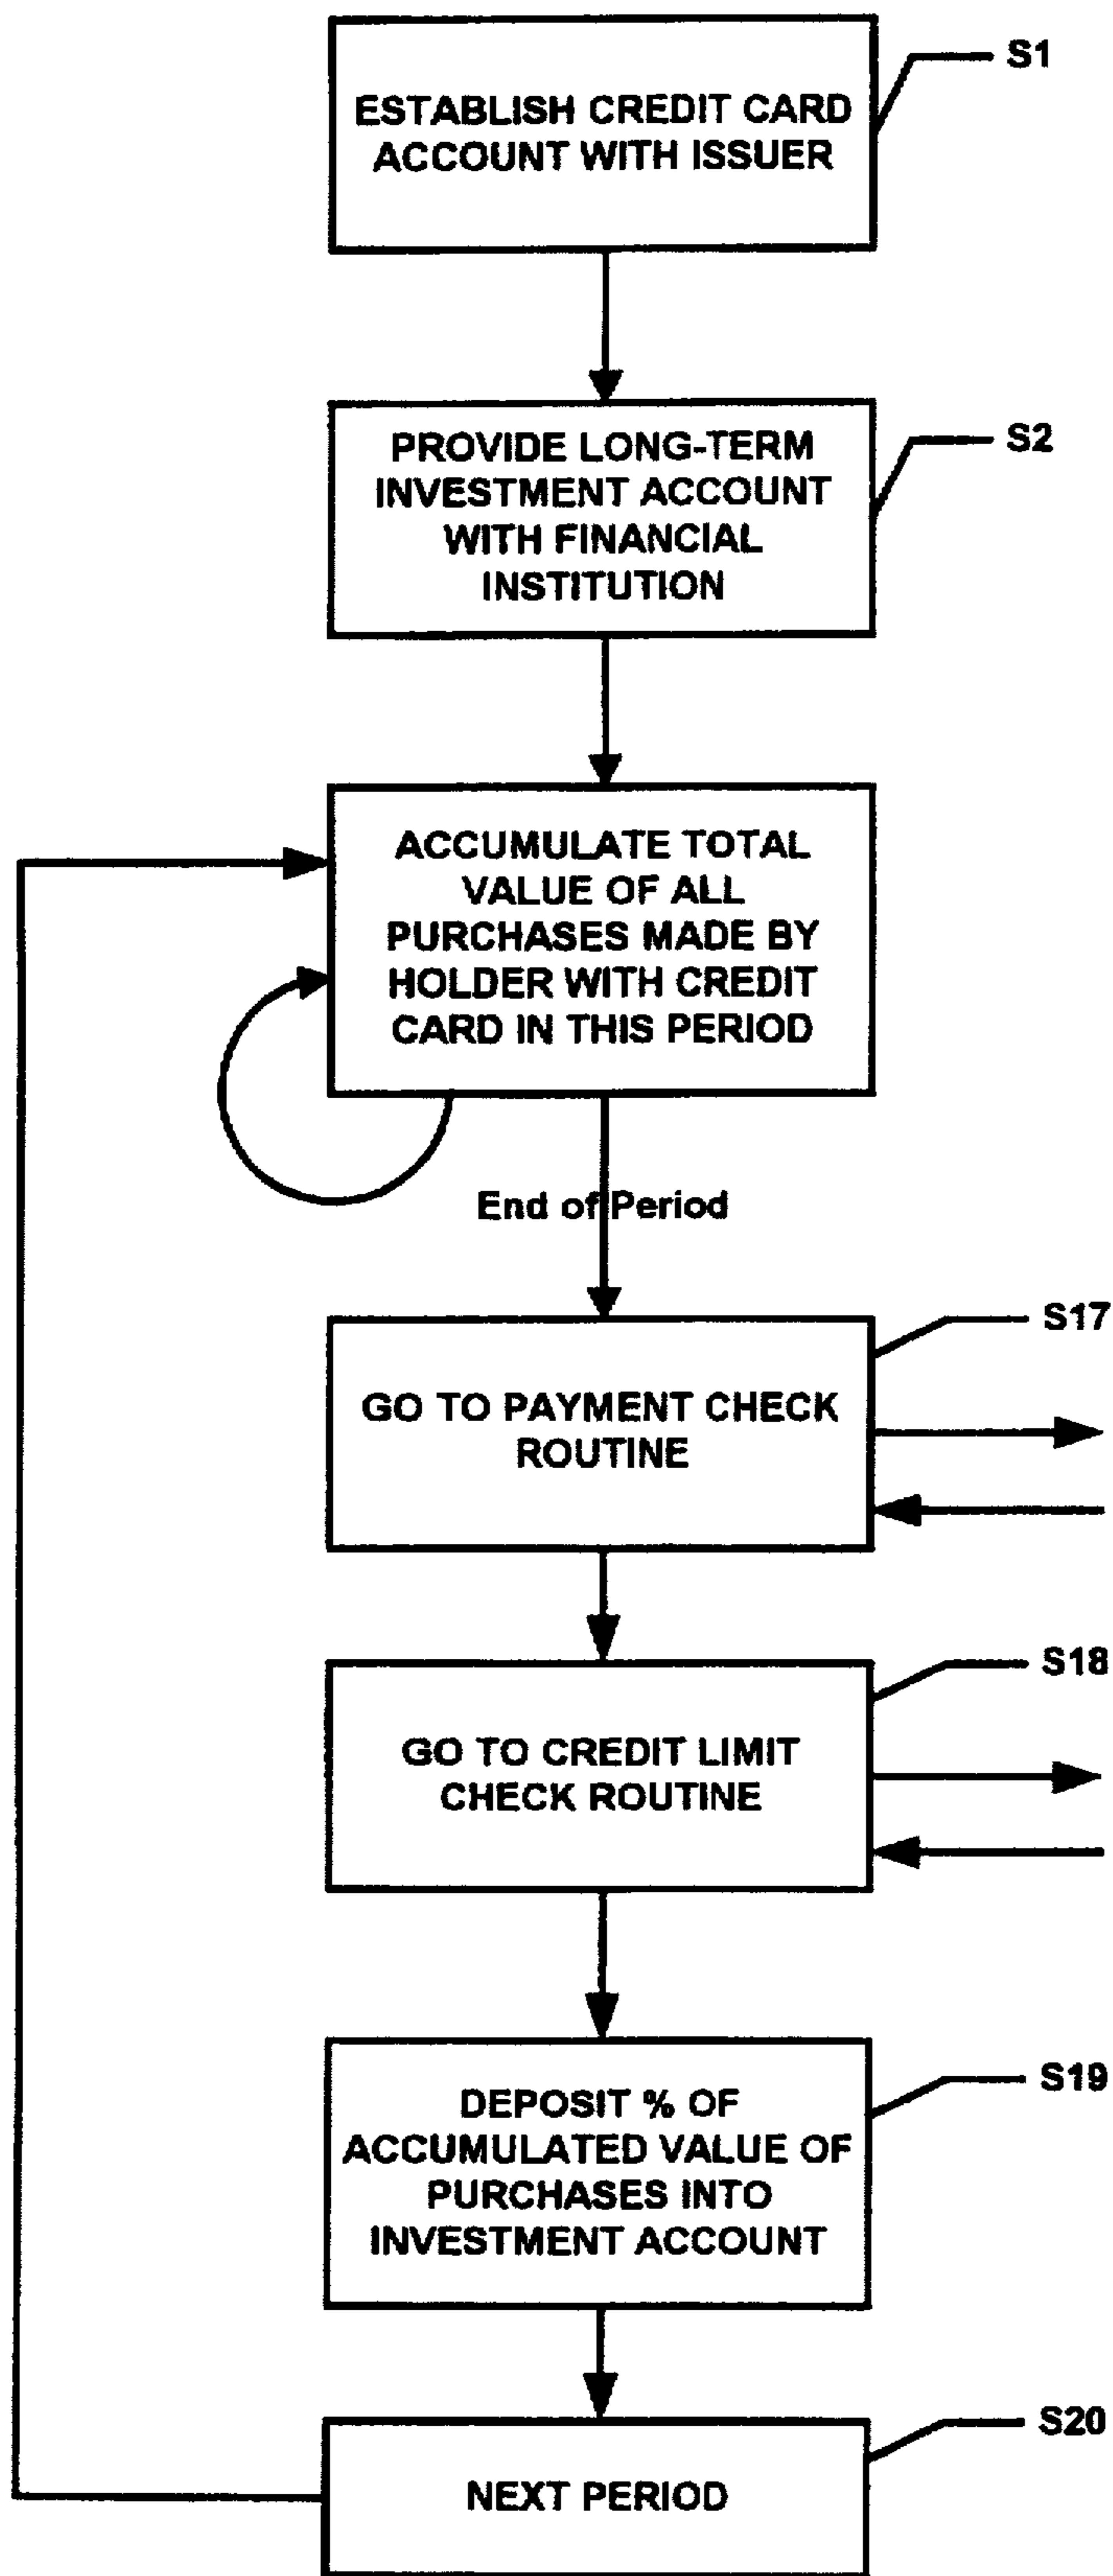 S1
ESTABLISH CREDIT CARD
ACCOUNT WITH ISSUER
S2
PROVIDE LONG-TERM
INVESTMENT ACCOUNT
WITH FINANCIAL
INSTITUTION
ACCUMULATE TOTAL
VALUE OF ALL
PURCHASES MADE BY
HOLDER WITH CREDIT
CARD IN THIS PERIOD
End of Period
S17
GO TO PAYMENT CHECK
ROUTINE
S18
GO TO CREDIT LIMIT
CHECK ROUTINE
S19
DEPOSIT % OF
ACCUMULATED VALUE OF
PURCHASES INTO
INVESTMENT ACCOUNT
S20
NEXT PERIOD